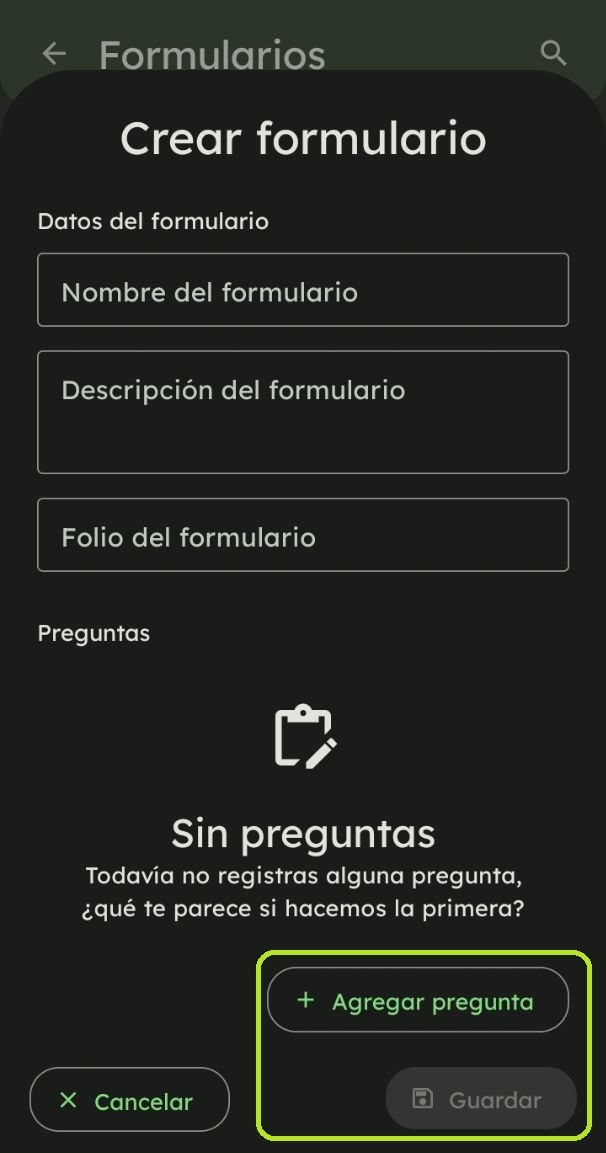 Formularios
Crear formulario
Datos del formulario
Nombre del formulario
Descripción del formulario
Folio del formulario
Preguntas
Sin preguntas
Todavía no registras alguna pregunta,
¿qué te parece si hacemos la primera?
+ Agregar pregunta
Cancelar
Guardar